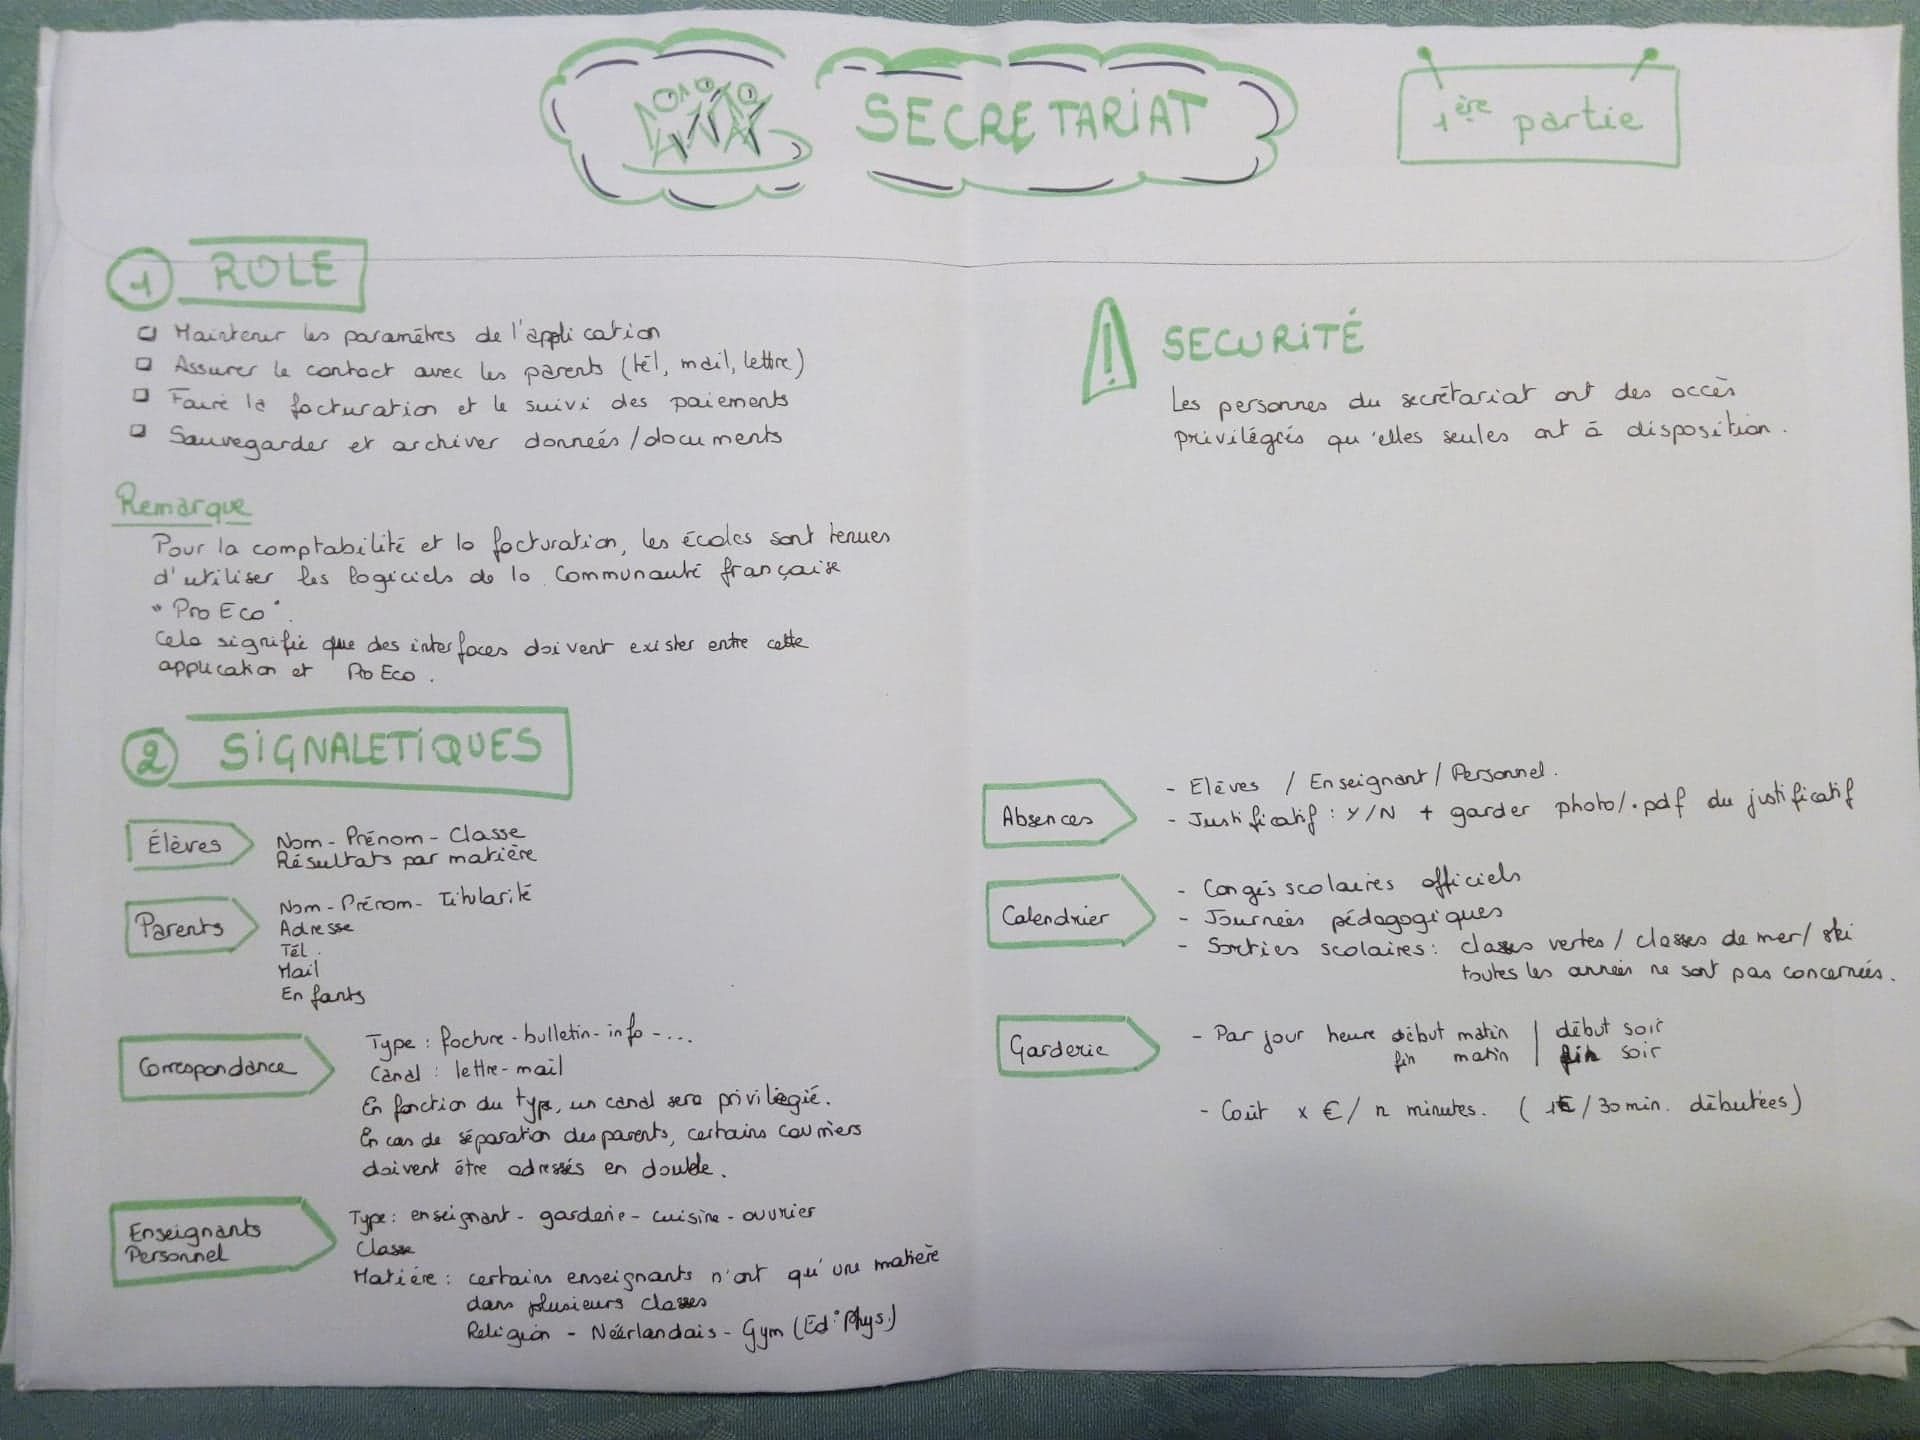 SECRETARIAT
1ère partie
1 ROLE
Maintenir les paramètres de l'application
Assurer le contact avec les parents (tél, mail, lettre)
Faire la facturation et le suivi des paiements
Sauvegarder et archiver données/documents
Remarque
Pour la comptabilité et la facturation, les écoles sont tenues
d'utiliser les logiciels de la Communauté française
"Pro Eco".
Cela signifie que des interfaces doivent exister entre cette
application et Pro Eco.
! SECURITÉ
Les personnes du secrétariat ont des accès
privilégiés qu'elles seules ont à disposition.
2 SIGNALETIQUES
Élèves
Nom - Prénom - Classe
Résultats par matière
Parents
Nom - Prénom - Titularité
Adresse
Tél.
Mail
Enfants
Correspondance
Type : facture - bulletin - info - ...
Canal : lettre - mail
En fonction du type, un canal sera privilégié.
En cas de séparation des parents, certains courriers
doivent être adressés en double.
Enseignants
Personnel
Type : enseignant - garderie - cuisine - ouvrier
Classe
Matière : certains enseignants n'ont qu'une matière
dans plusieurs classes
Religion - Néérlandais - Gym (Ed° Phys.)
Absences
- Elèves / Enseignant / Personnel.
- Justificatif : Y/N + garder photo/.pdf du justificatif
Calendrier
- Congés scolaires officiels
- Journées pédagogiques
- Sorties scolaires : classes vertes / classes de mer / ski
toutes les années ne sont pas concernées.
Garderie
- Par jour heure début matin | début soir
fin matin | fin soir
- Coût x € / n minutes. (1€/30 min. débutées)